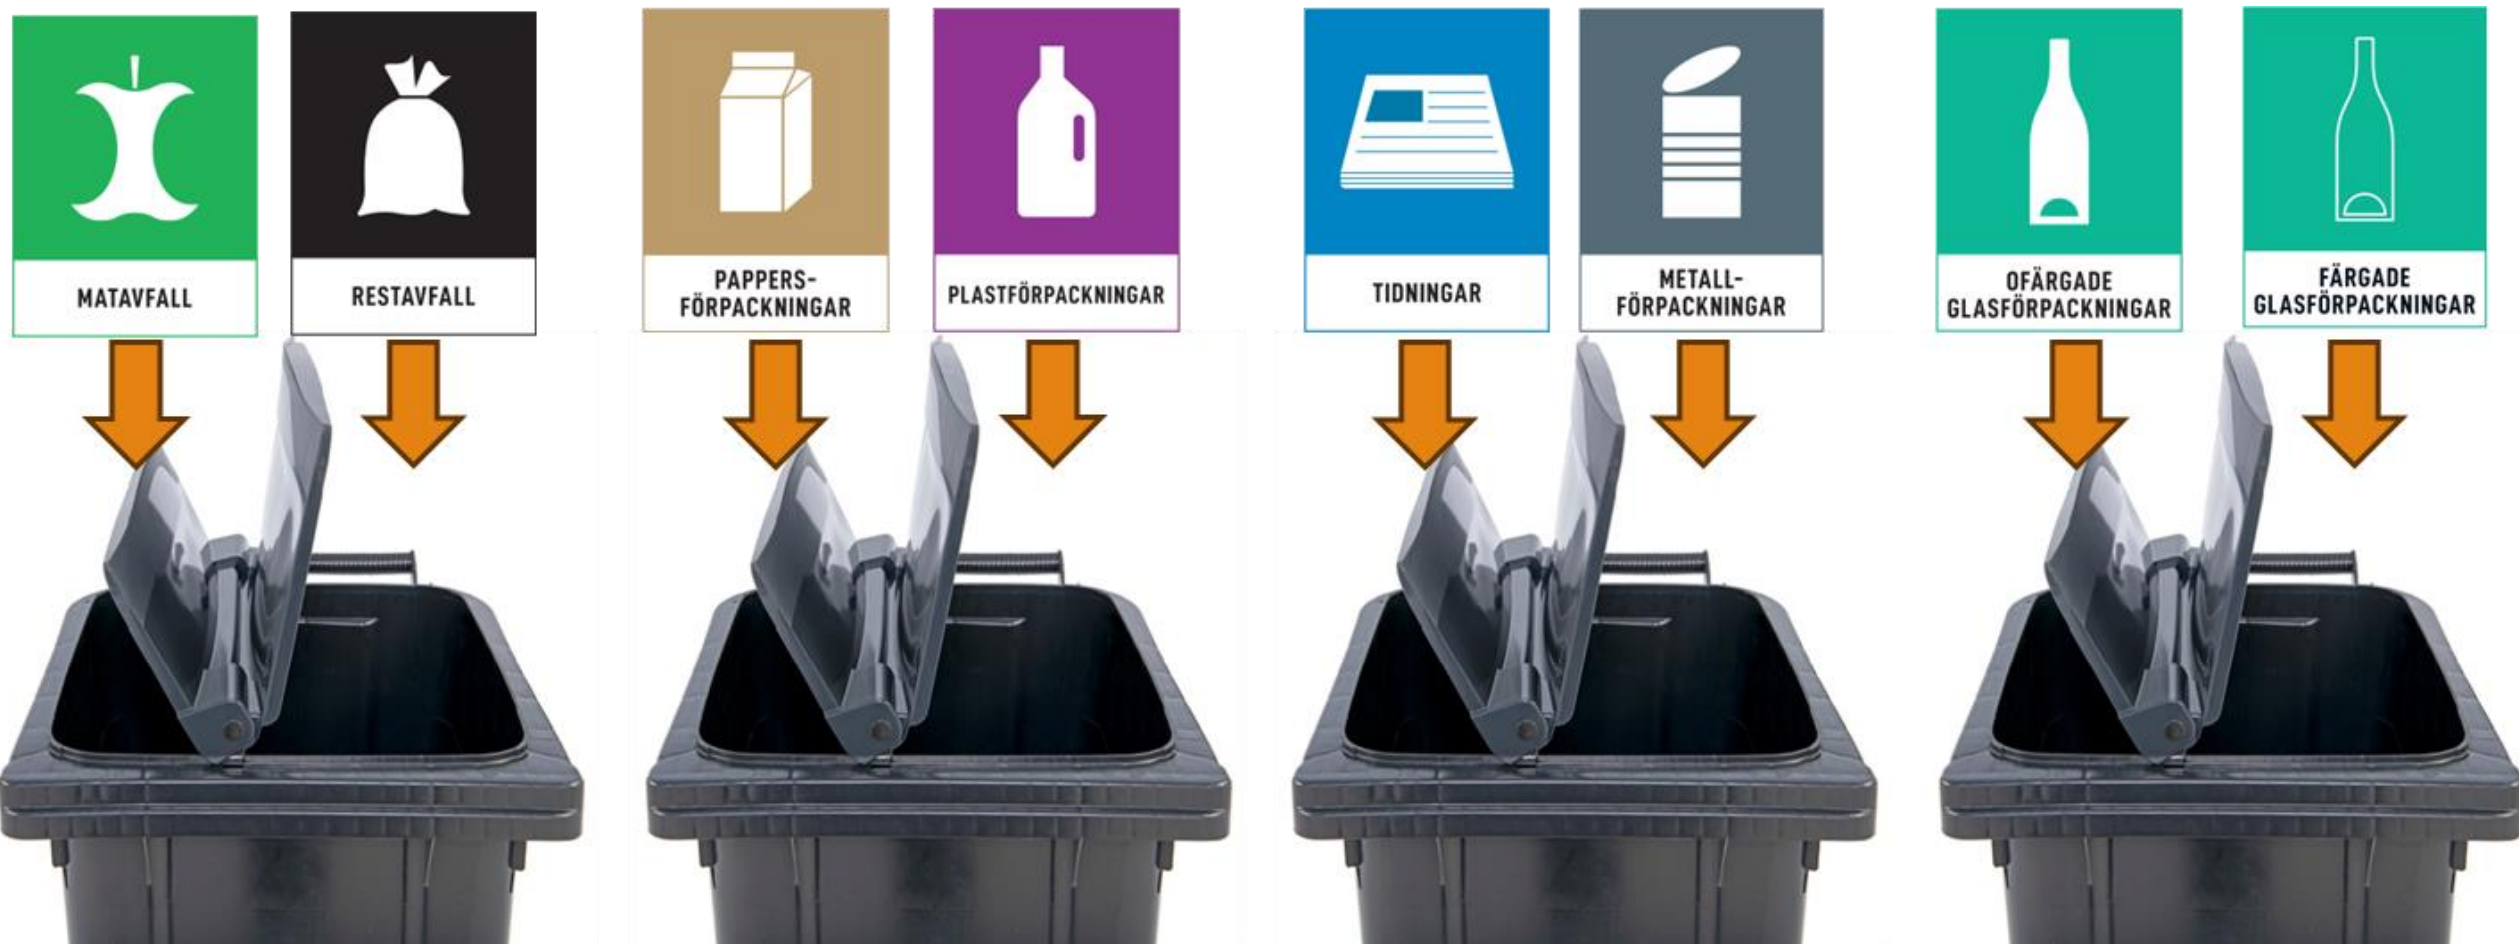 MATAVFALL
RESTAVFALL
PAPPERS-
FÖRPACKNINGAR
PLASTFÖRPACKNINGAR
TIDNINGAR
METALL-
FÖRPACKNINGAR
OFÄRGADE
GLASFÖRPACKNINGAR
FÄRGADE
GLASFÖRPACKNINGAR